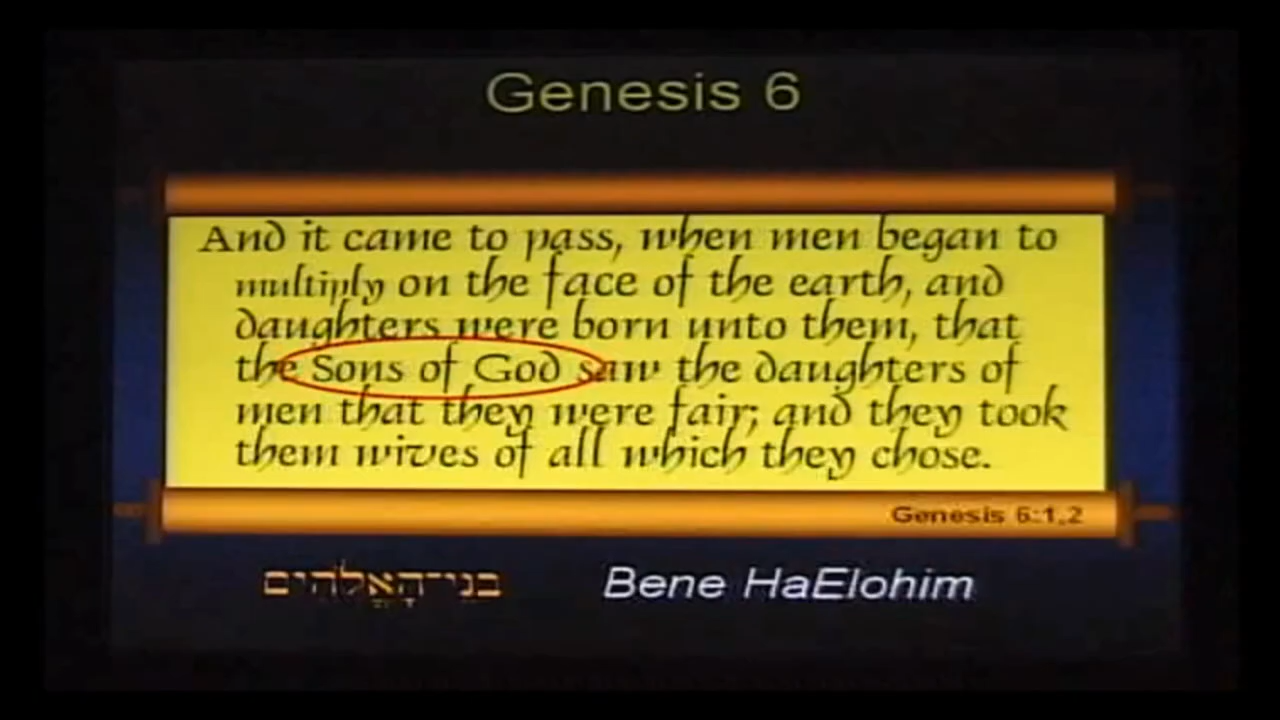 Genesis 6
And it came to pass, when men began to
multiply on the face of the earth, and
daughters were born unto them, that
the Sons of God saw the daughters of
men that they were fair; and they took
them wives of all which they chose.
Genesis 6:1,2
בני־הָאֱלֹהִים Bene HaElohim